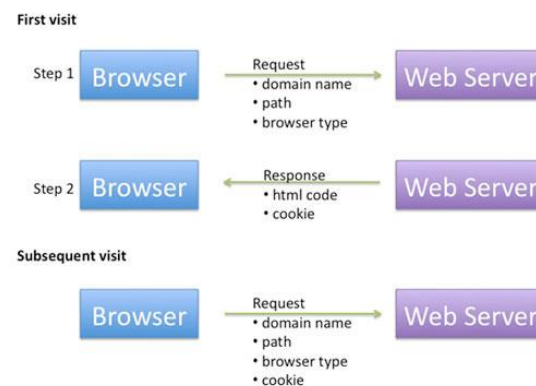 First visit
Step 1
Browser
Request
• domain name
• path
• browser type
Web Server
Step 2
Browser
Response
• html code
• cookie
Web Server
Subsequent visit
Browser
Request
• domain name
• path
• browser type
• cookie
Web Server